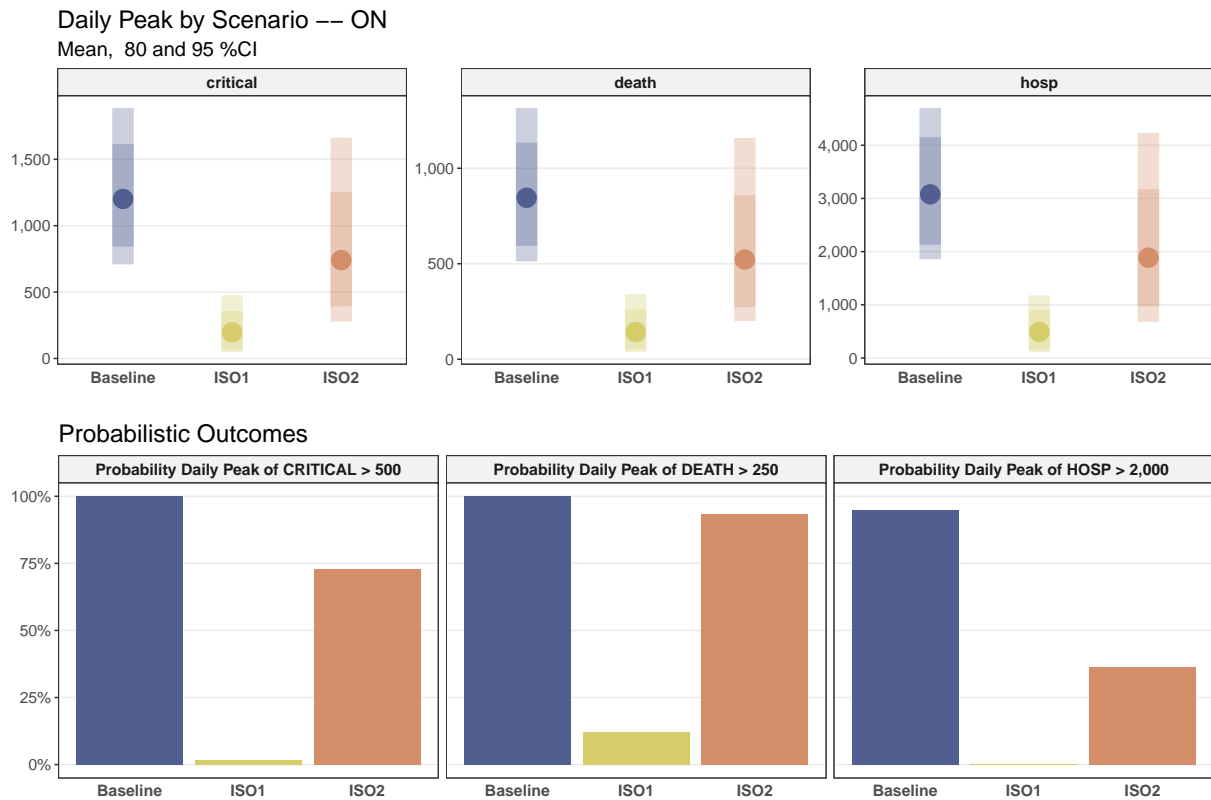 Daily Peak by Scenario −− ON
Mean,  80 and 95 %CI
critical
death
hosp
1,500
1,000
500
0
1,000
500
0
4,000
3,000
2,000
1,000
0
Baseline ISO1 ISO2
Baseline ISO1 ISO2
Baseline ISO1 ISO2
Probabilistic Outcomes
Probability Daily Peak of CRITICAL > 500
Probability Daily Peak of DEATH > 250
Probability Daily Peak of HOSP > 2,000
100%
75%
50%
25%
0%
Baseline ISO1 ISO2
Baseline ISO1 ISO2
Baseline ISO1 ISO2